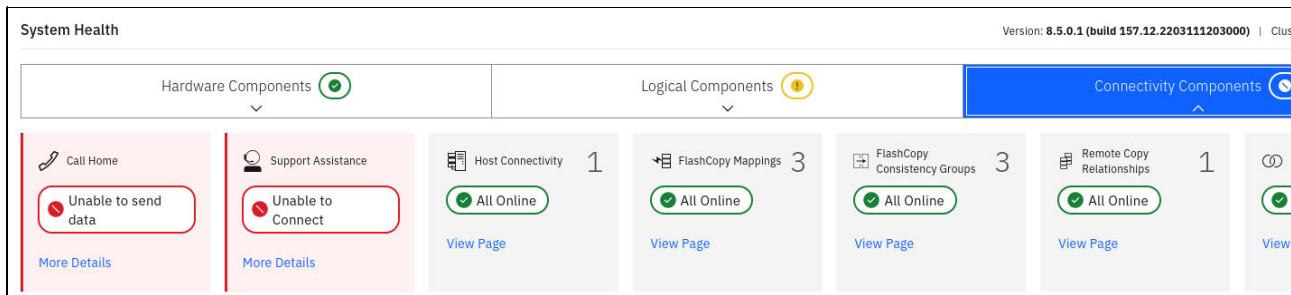 System Health
Version: 8.5.0.1 (build 157.12.2203111203000) | Clus
Hardware Components
Logical Components
Connectivity Components
Call Home
Unable to send
data
More Details
Support Assistance
Unable to
Connect
More Details
Host Connectivity 1
All Online
View Page
FlashCopy Mappings 3
All Online
View Page
FlashCopy
Consistency Groups 3
All Online
View Page
Remote Copy
Relationships 1
All Online
View Page
View